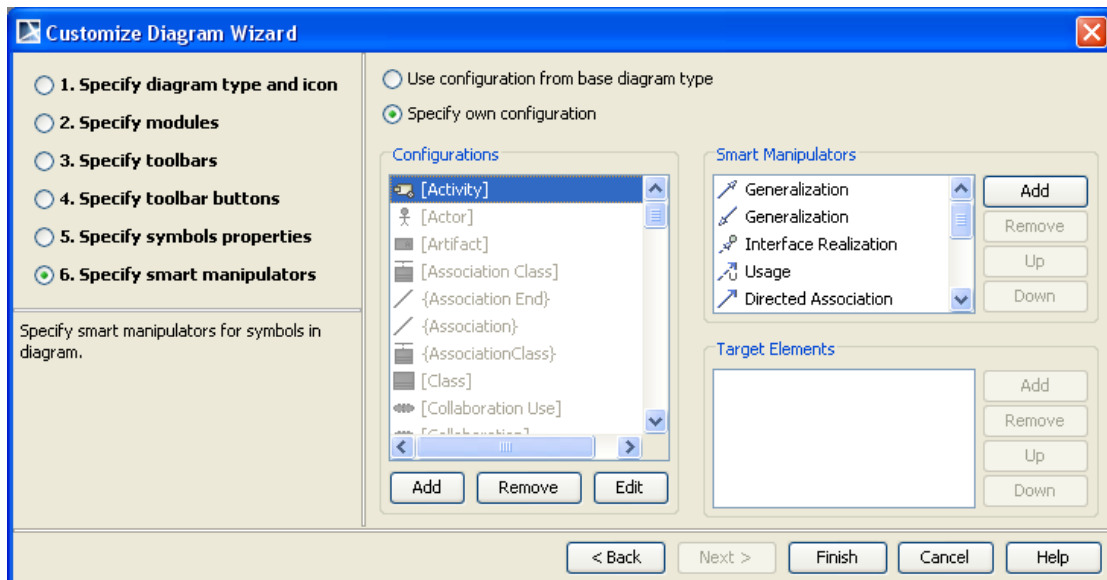 Customize Diagram Wizard
1. Specify diagram type and icon
2. Specify modules
3. Specify toolbars
4. Specify toolbar buttons
5. Specify symbols properties
6. Specify smart manipulators
Specify smart manipulators for symbols in
diagram.
Use configuration from base diagram type
Specify own configuration
Configurations
[Activity]
[Actor]
[Artifact]
[Association Class]
{Association End}
{Association}
{AssociationClass}
[Class]
[Collaboration Use]
[Collaboration]
Add
Remove
Edit
Smart Manipulators
Generalization
Generalization
Interface Realization
Usage
Directed Association
Add
Remove
Up
Down
Target Elements
Add
Remove
Up
Down
< Back
Next >
Finish
Cancel
Help